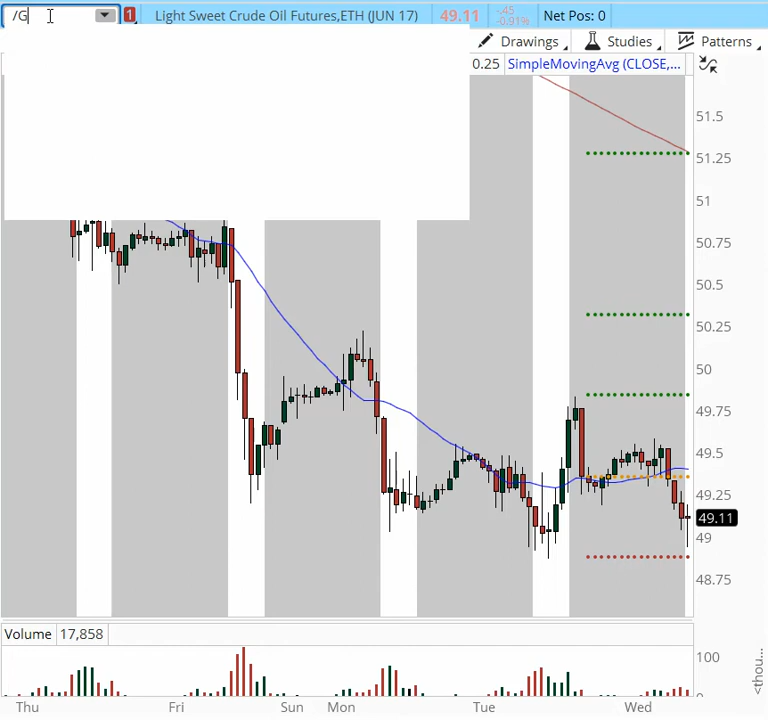 /G 1 Light Sweet Crude Oil Futures,ETH (JUN 17) 49.11 -.45 -0.91% Net Pos: 0
Drawings Studies Patterns
0.25 SimpleMovingAvg (CLOSE,...
51.5
51.25
51
50.75
50.5
50.25
50
49.75
49.5
49.25
49.11
49
48.75
Volume 17,858
100
0
<thou...
Thu Fri Sun Mon Tue Wed